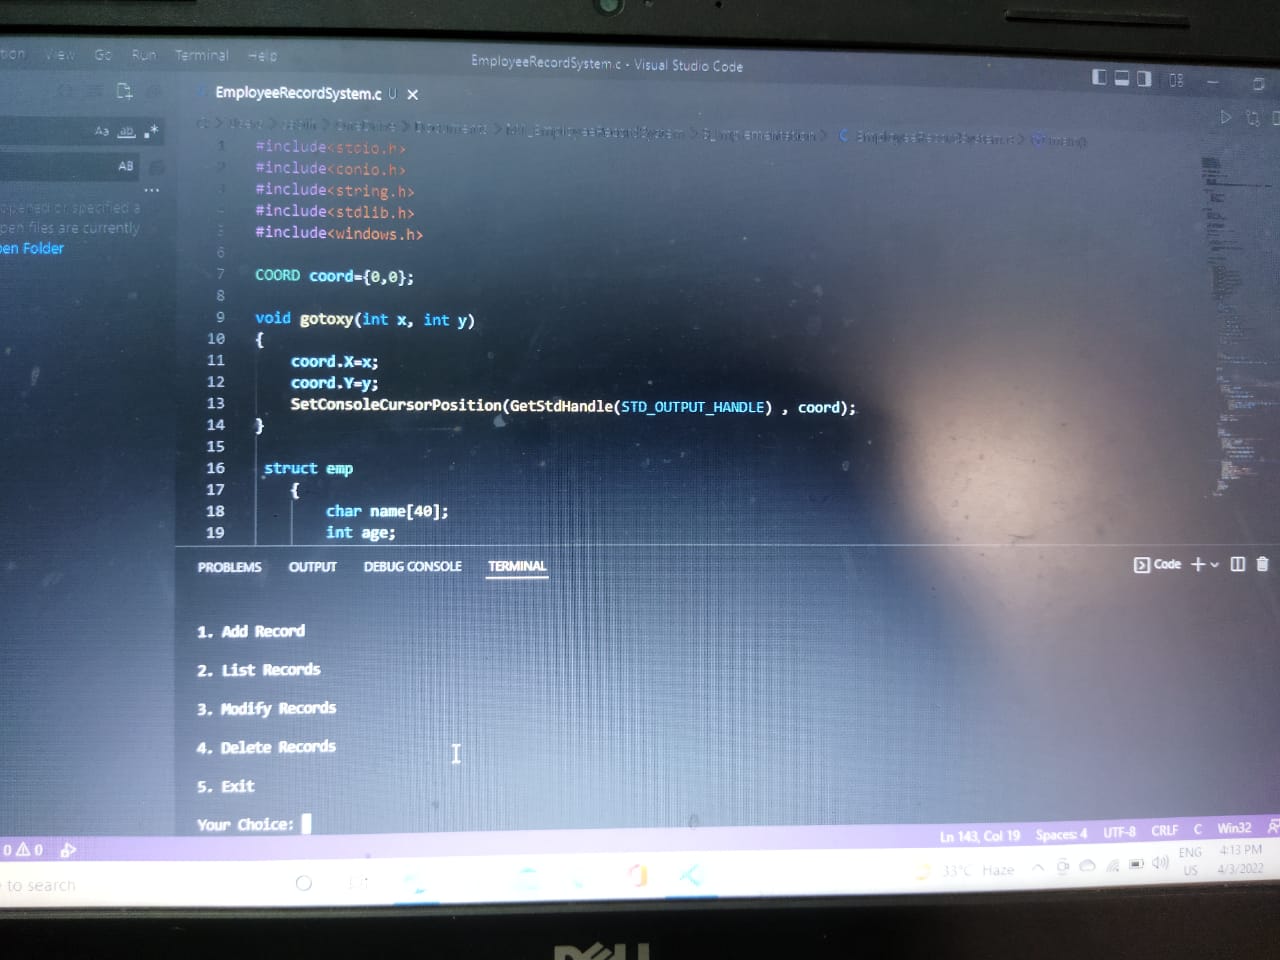 View Go Run Terminal Help
EmployeeRecordSystem.c - Visual Studio Code
EmployeeRecordSystem.c U
Aa ab .*
AB
opened or specified a
pen files are currently
pen Folder
1 #include<stdio.h>
2 #include<conio.h>
3 #include<string.h>
4 #include<stdlib.h>
5 #include<windows.h>
6
7 COORD coord={0,0};
8
9 void gotoxy(int x, int y)
10 {
11 coord.X=x;
12 coord.Y=y;
13 SetConsoleCursorPosition(GetStdHandle(STD_OUTPUT_HANDLE) , coord);
14 }
15
16 struct emp
17 {
18 char name[40];
19 int age;
PROBLEMS OUTPUT DEBUG CONSOLE TERMINAL
Code
1. Add Record
2. List Records
3. Modify Records
4. Delete Records
5. Exit
Your Choice:
0 0
Ln 143, Col 19 Spaces: 4 UTF-8 CRLF C Win32
to search
33°C Haze
ENG
US
4:13 PM
4/3/2022
DELL